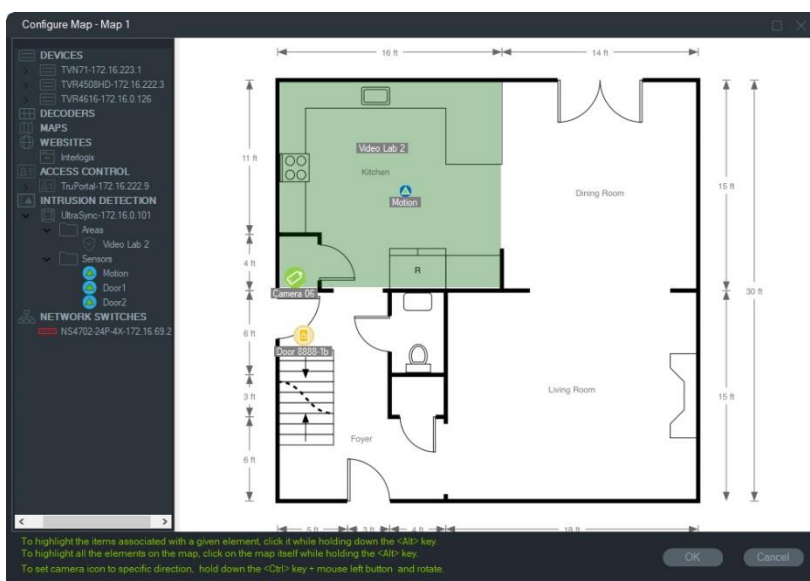 Configure Map - Map 1
DEVICES
TVN71-172.16.223.1
TVR4508HD-172.16.222.3
TVR4616-172.16.0.126
DECODERS
MAPS
WEBSITES
Interlogix
ACCESS CONTROL
TruPortal-172.16.222.9
INTRUSION DETECTION
UltraSync-172.16.0.101
Areas
Video Lab 2
Sensors
Motion
Door1
Door2
NETWORK SWITCHES
NS4702-24P-4X-172.16.69.2
16 ft
14 ft
11 ft
Video Lab 2
Kitchen
Motion
Dining Room
15 ft
4 ft
R
Camera 06
30 ft
6 ft
Door 8888-1b
3 ft
Living Room
15 ft
Foyer
6 ft
5 ft
3 ft
4 ft
18 ft
To highlight the items associated with a given element, click it while holding down the <Alt> key.
To highlight all the elements on the map, click on the map itself while holding the <Alt> key.
To set camera icon to specific direction, hold down the <Ctrl> key + mouse left button and rotate.
OK
Cancel